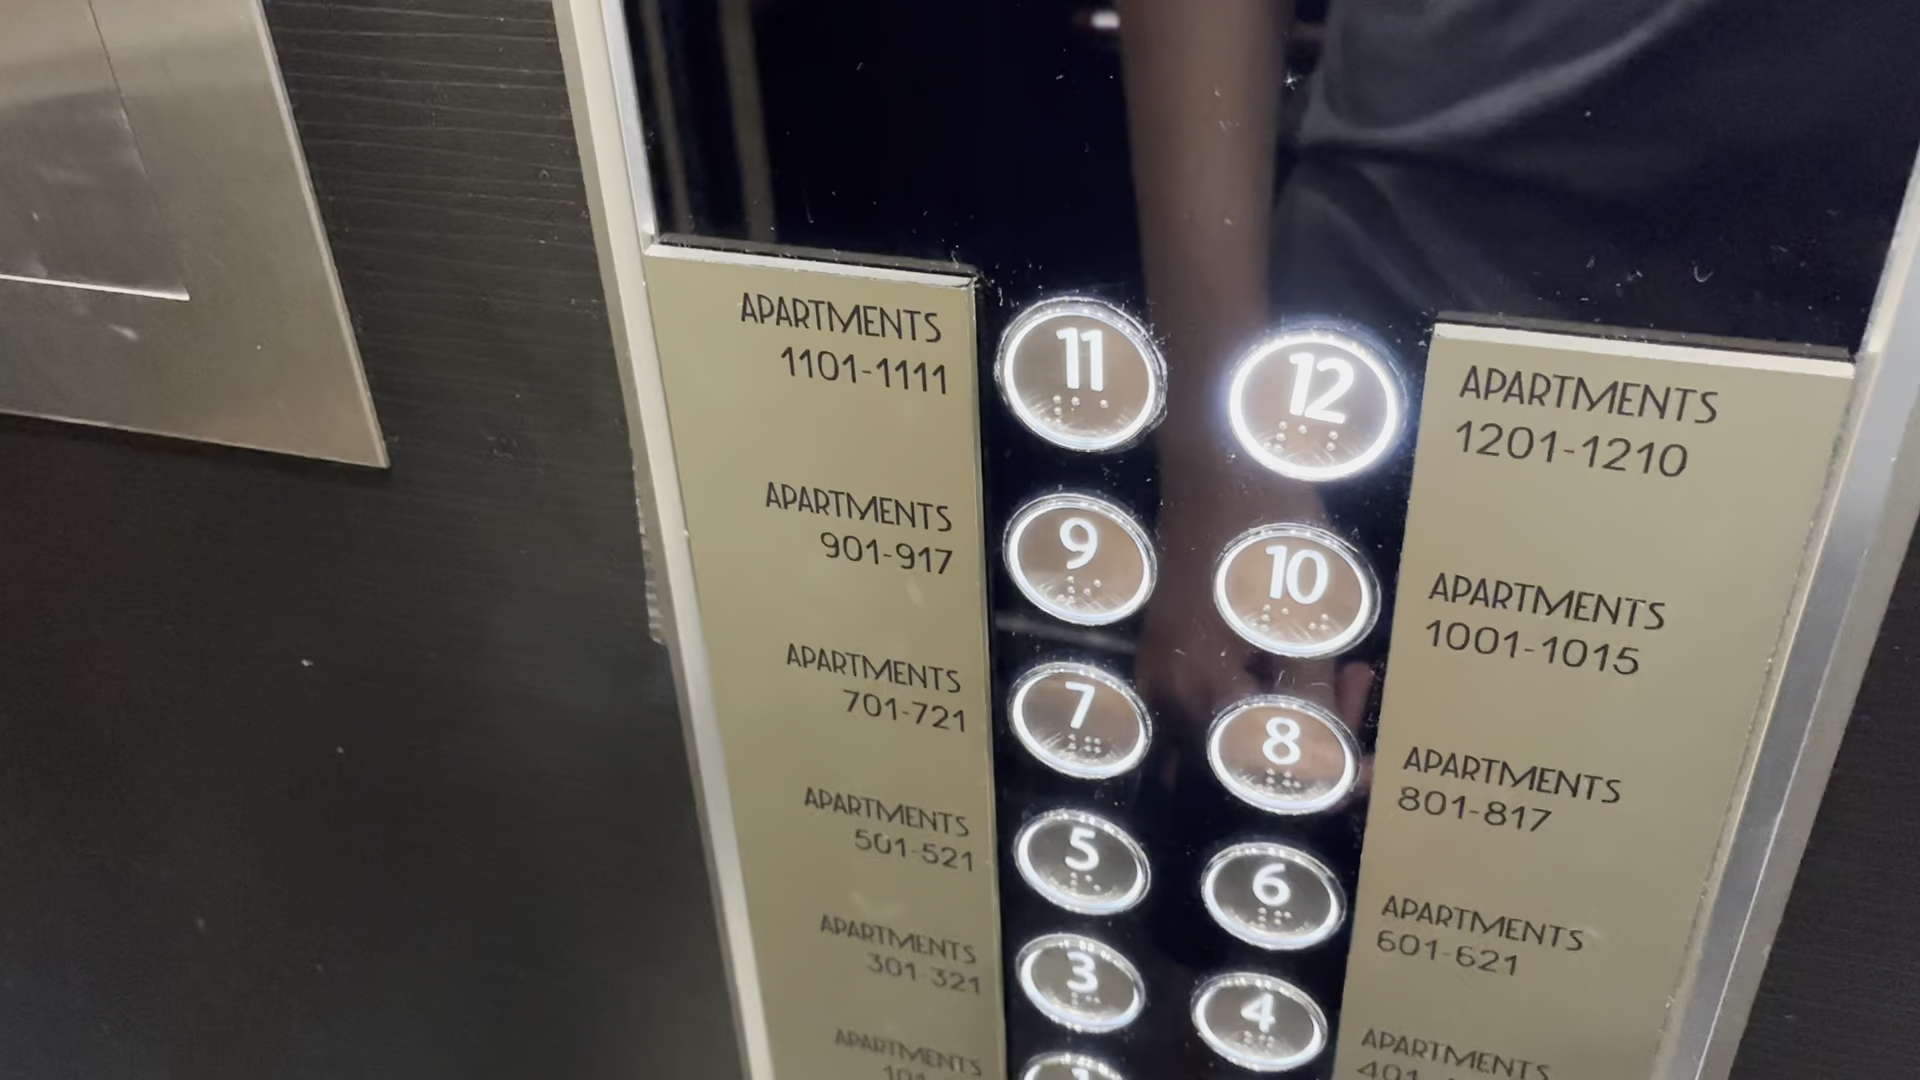 APARTMENTS
1101-1111
11
12
APARTMENTS
1201-1210
APARTMENTS
901-917
9
10
APARTMENTS
1001-1015
APARTMENTS
701-721
7
8
APARTMENTS
801-817
APARTMENTS
501-521
5
6
APARTMENTS
601-621
APARTMENTS
301-321
3
4
APARTMENTS
APARTMENTS
1